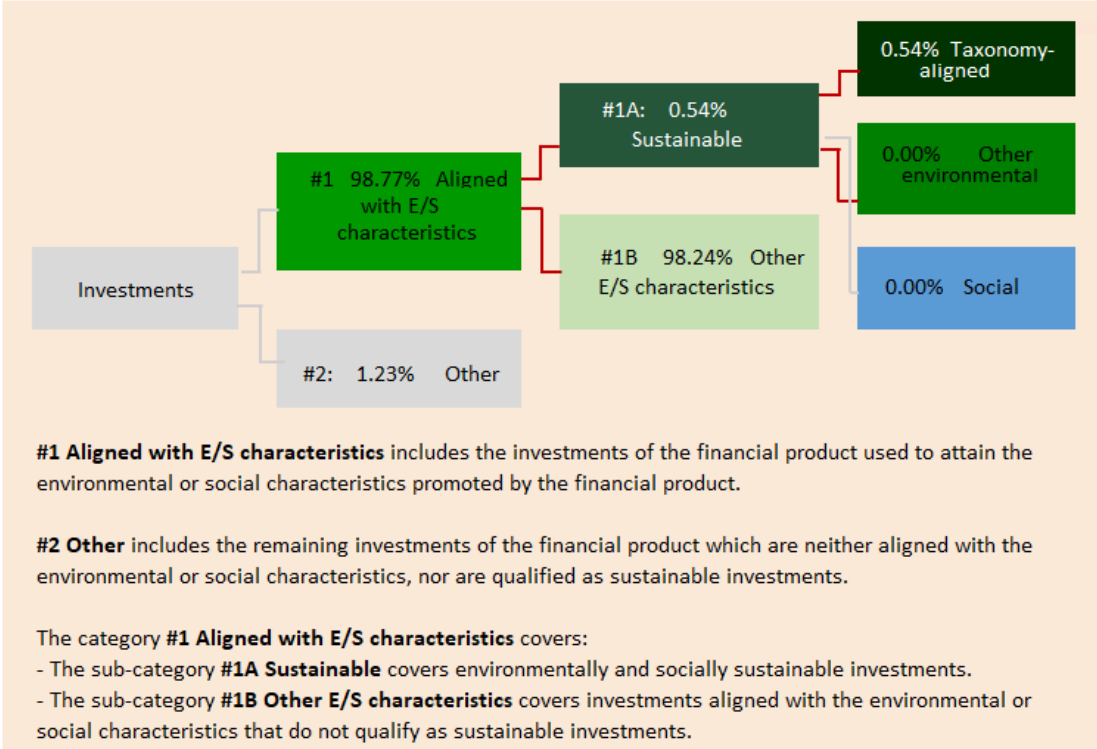 0.54% Taxonomy-
aligned
#1A: 0.54%
Sustainable
0.00% Other
environmental
#1 98.77% Aligned
with E/S
characteristics
#1B 98.24% Other
E/S characteristics
Investments
0.00% Social
#2: 1.23% Other
#1 Aligned with E/S characteristics includes the investments of the financial product used to attain the
environmental or social characteristics promoted by the financial product.
#2 Other includes the remaining investments of the financial product which are neither aligned with the
environmental or social characteristics, nor are qualified as sustainable investments.
The category #1 Aligned with E/S characteristics covers:
- The sub-category #1A Sustainable covers environmentally and socially sustainable investments.
- The sub-category #1B Other E/S characteristics covers investments aligned with the environmental or
social characteristics that do not qualify as sustainable investments.